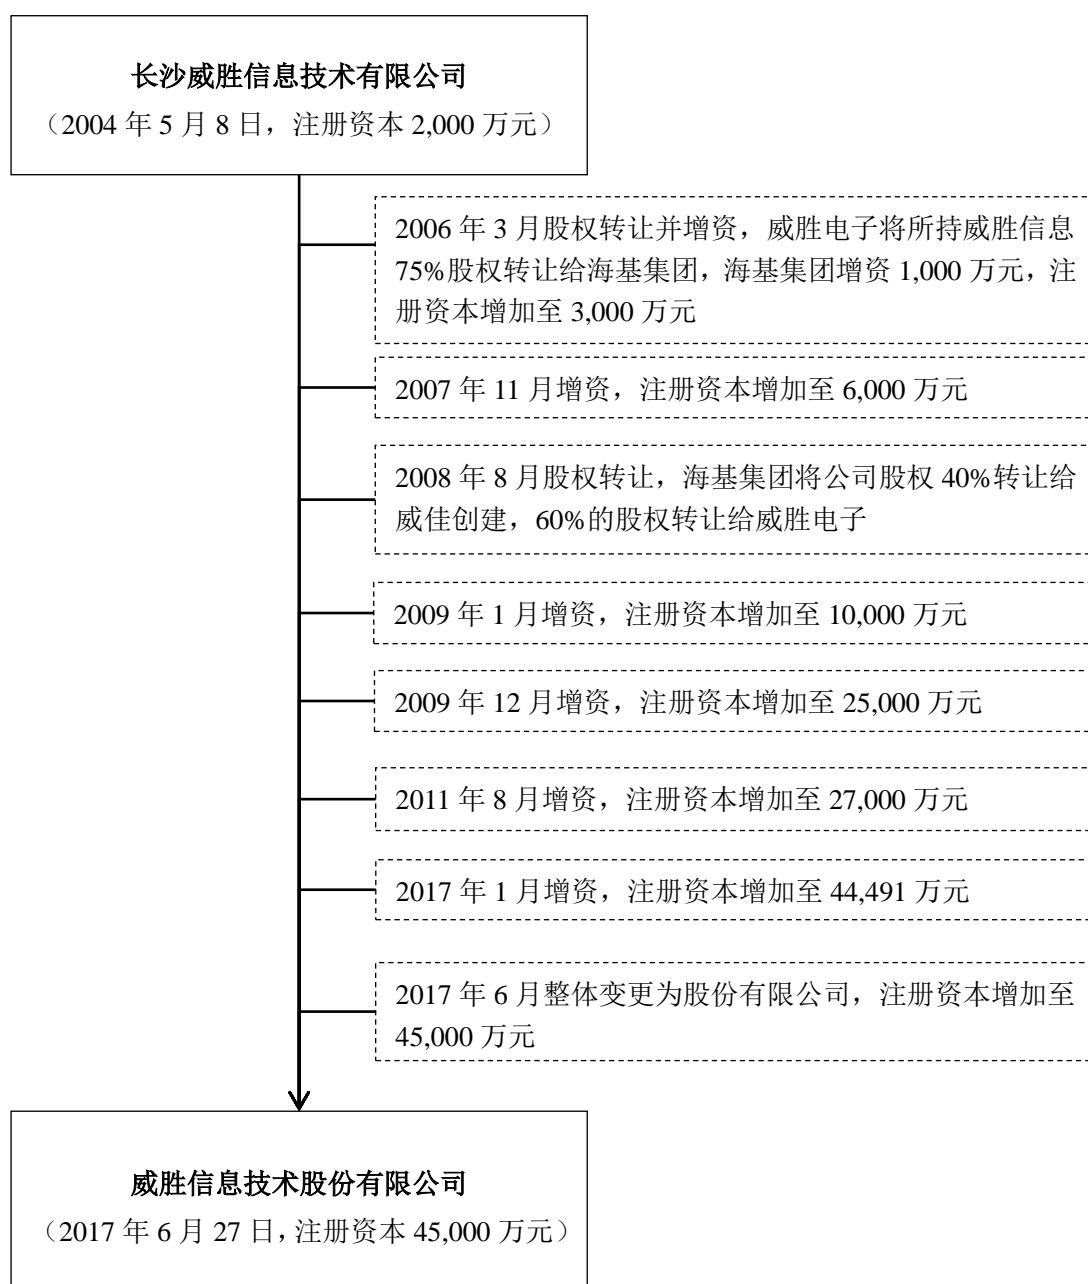 长沙威胜信息技术有限公司
（2004 年 5 月 8 日，注册资本 2,000 万元）
2006 年 3 月股权转让并增资，威胜电子将所持威胜信息
75%股权转让给海基集团，海基集团增资 1,000 万元，注
册资本增加至 3,000 万元
2007 年 11 月增资，注册资本增加至 6,000 万元
2008 年 8 月股权转让，海基集团将公司股权 40%转让给
威佳创建，60%的股权转让给威胜电子
2009 年 1 月增资，注册资本增加至 10,000 万元
2009 年 12 月增资，注册资本增加至 25,000 万元
2011 年 8 月增资，注册资本增加至 27,000 万元
2017 年 1 月增资，注册资本增加至 44,491 万元
2017 年 6 月整体变更为股份有限公司，注册资本增加至
45,000 万元
威胜信息技术股份有限公司
（2017 年 6 月 27 日，注册资本 45,000 万元）